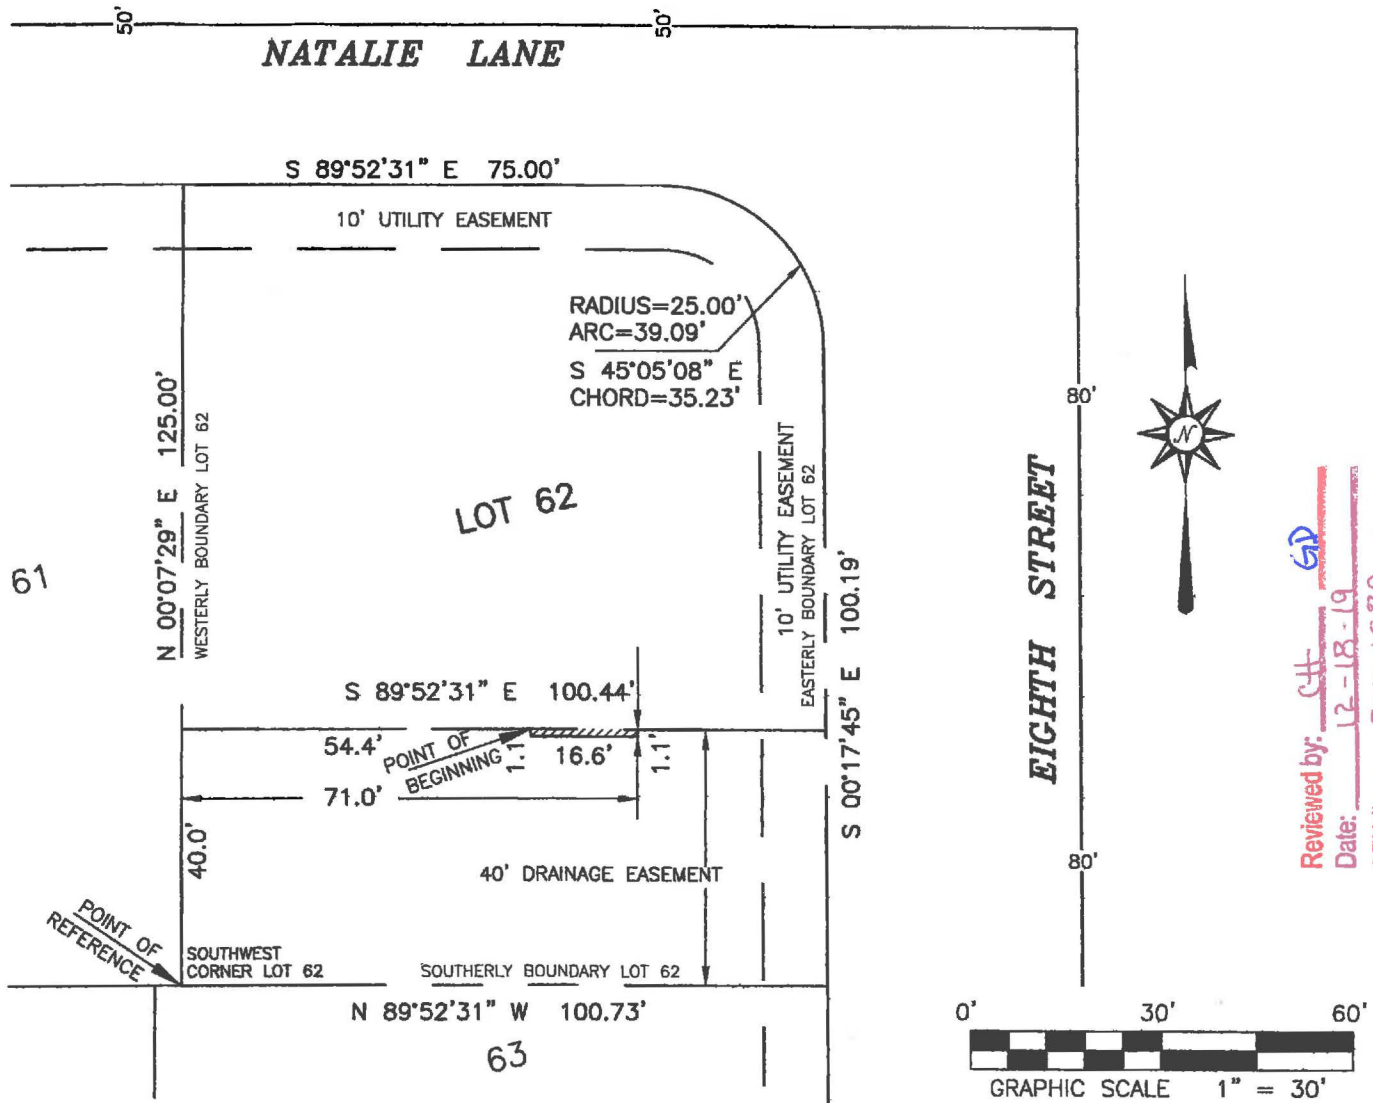 50'
50'
NATALIE LANE
S 89°52'31" E 75.00'
10' UTILITY EASEMENT
RADIUS=25.00'
ARC=39.09'
S 45°05'08" E
CHORD=35.23'
N 00°07'29" E 125.00'
WESTERLY BOUNDARY LOT 62
LOT 62
61
10' UTILITY EASEMENT
EASTERLY BOUNDARY LOT 62
S 00°17'45" E 100.19'
80'
EIGHTH STREET
80'
N
S 89°52'31" E 100.44'
54.4'
POINT OF
BEGINNING
1.1'
16.6'
1.1'
71.0'
40.0'
40' DRAINAGE EASEMENT
POINT OF
REFERENCE
SOUTHWEST
CORNER LOT 62
SOUTHERLY BOUNDARY LOT 62
N 89°52'31" W 100.73'
63
0' 30' 60'
GRAPHIC SCALE 1" = 30'
Reviewed by: CH GD
Date: 12-18-19